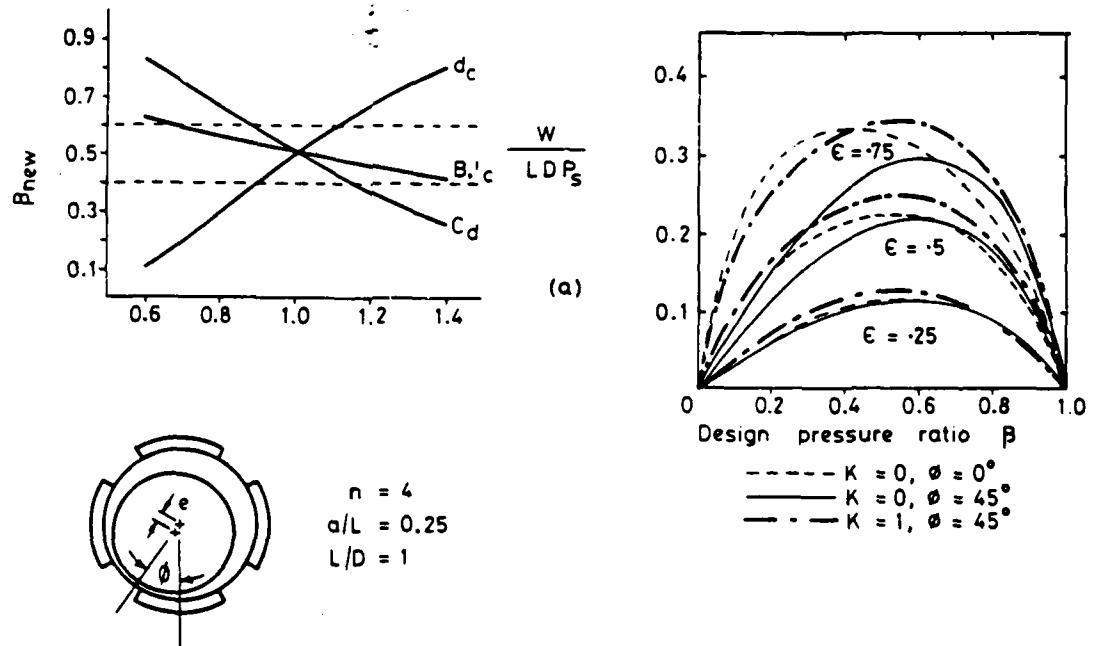 0.9
0.7
0.5
0.3
0.1
βnew
0.6 0.8 1.0 1.2 1.4
d_c
C_d
(a)
W
LDP_s
0.4
0.3
0.2
0.1
0 0.2 0.4 0.6 0.8 1.0
Є = ·75
Є = ·5
Є = ·25
Design pressure ratio β
K = 0, ø = 0°
K = 0, ø = 45°
K = 1, ø = 45°
e
ø
n = 4
a/L = 0.25
L/D = 1